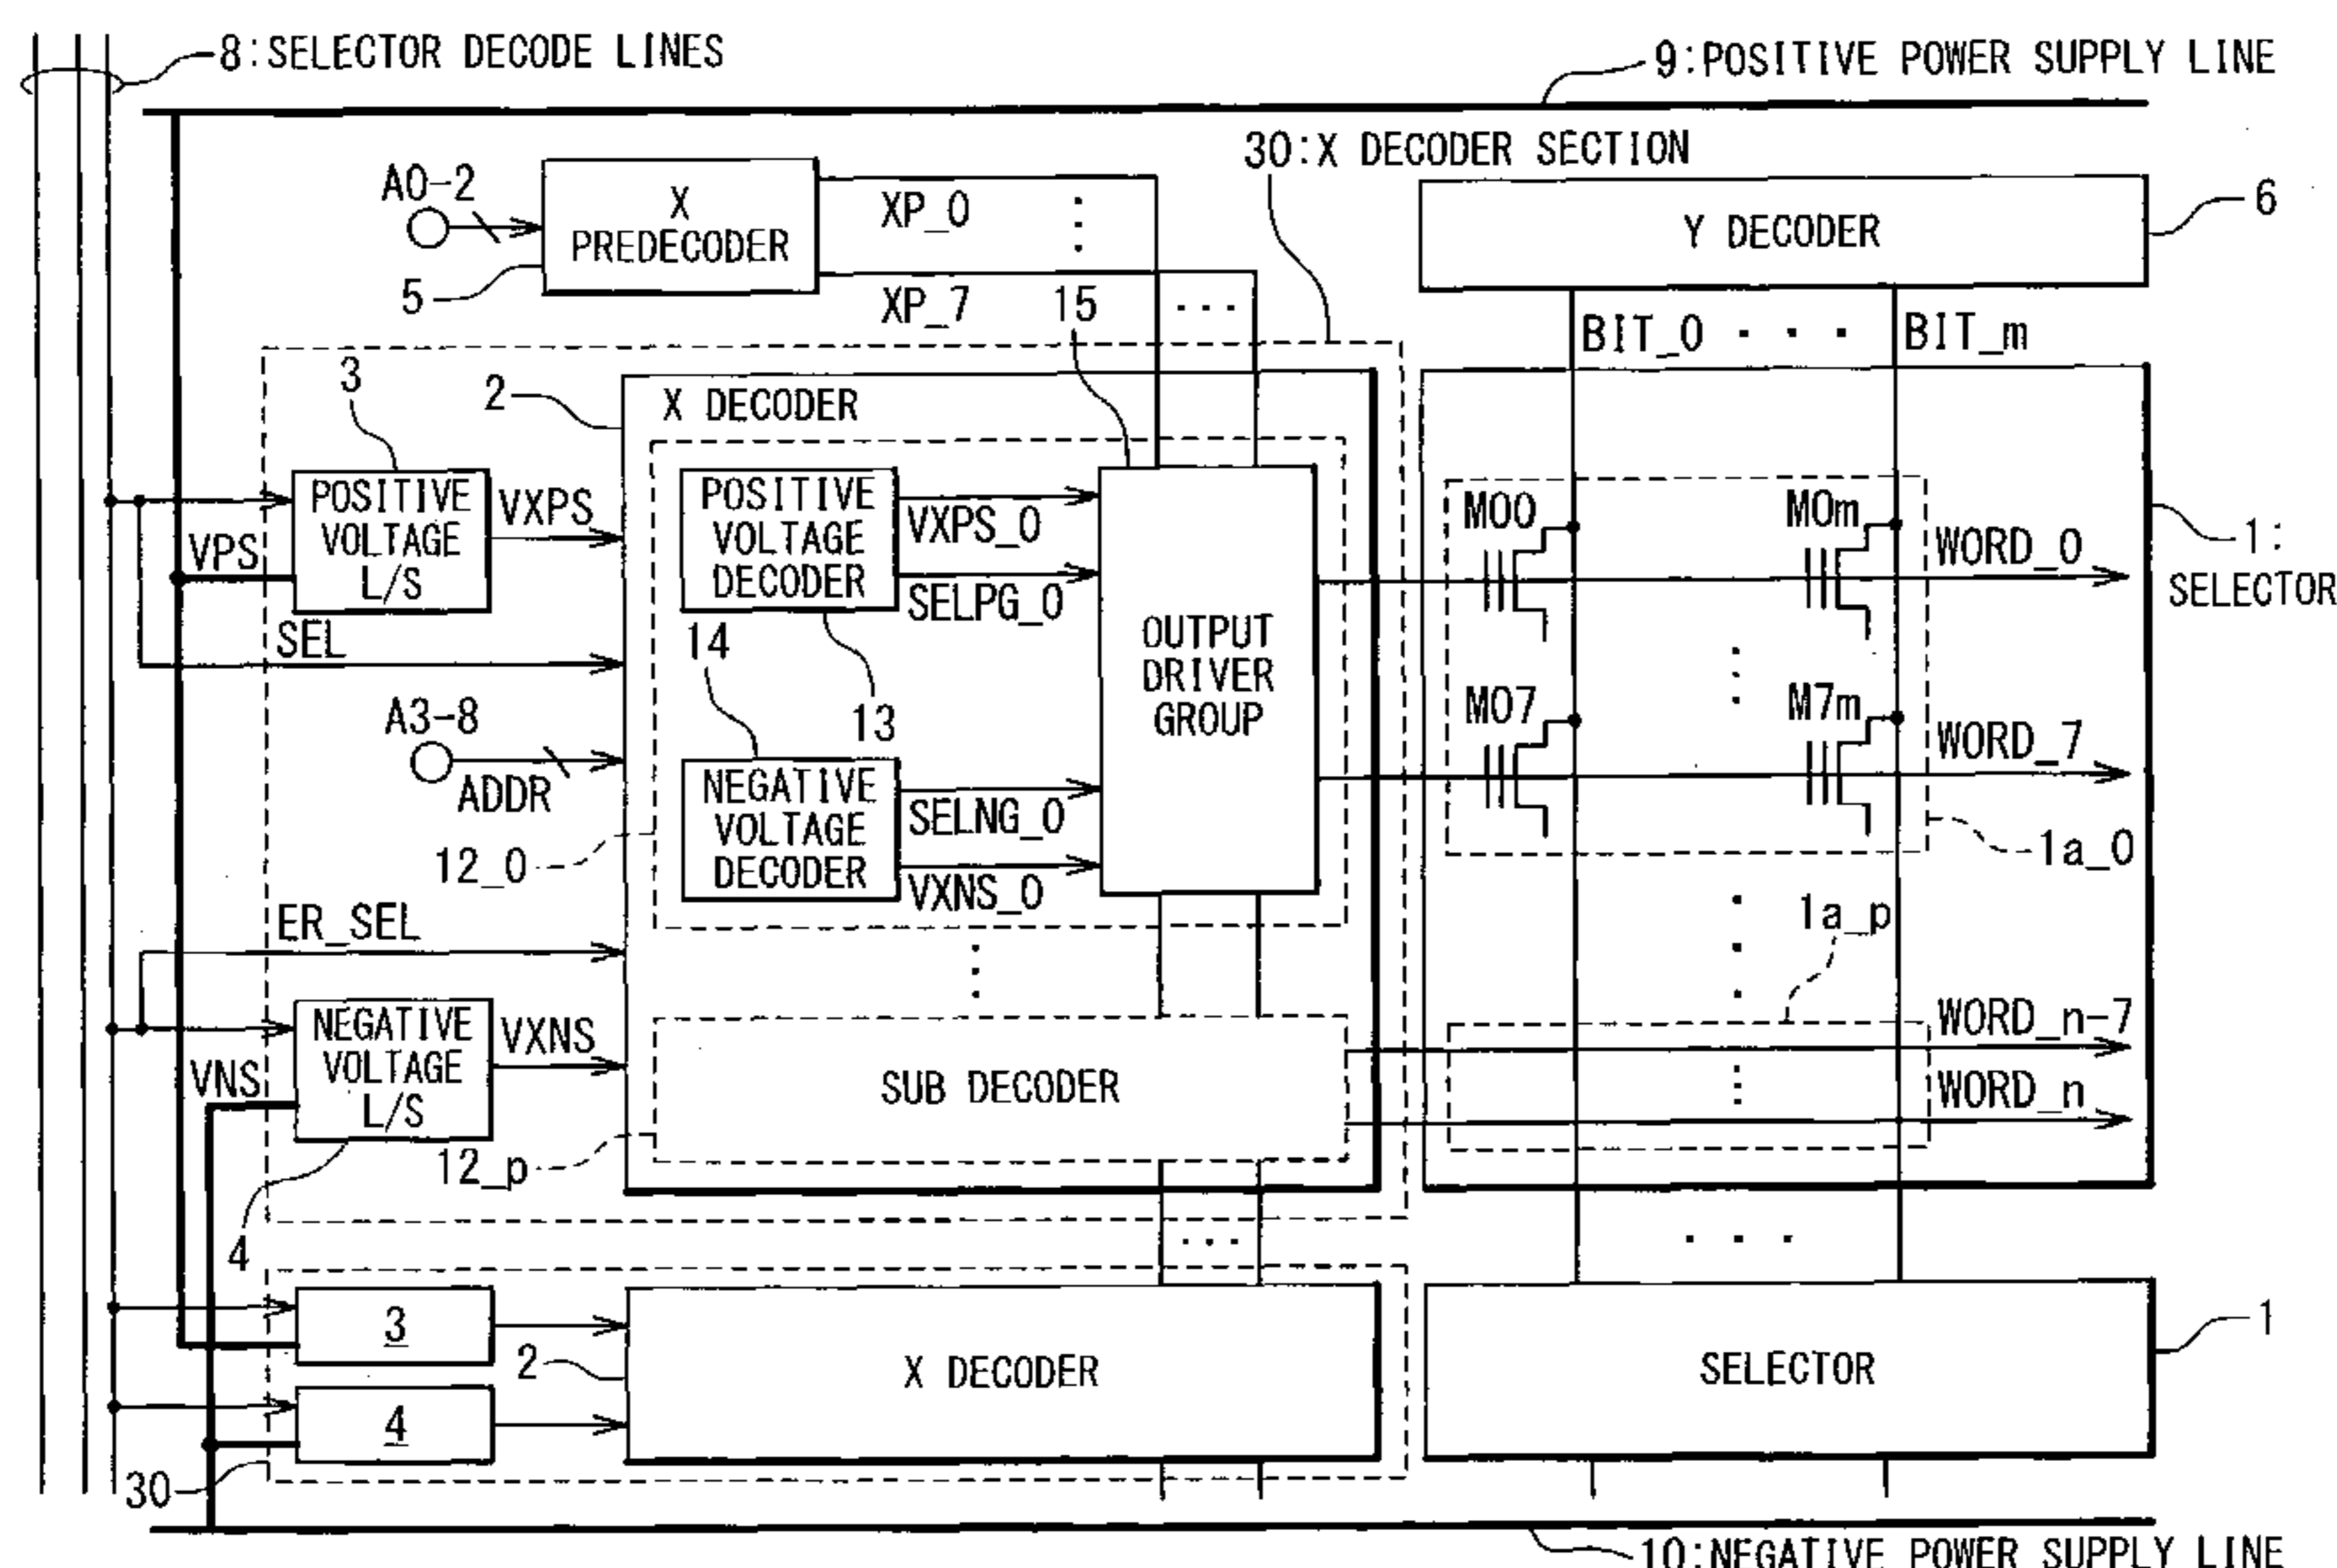 8:SELECTOR DECODE LINES
9:POSITIVE POWER SUPPLY LINE
30:X DECODER SECTION
A0-2
X
PREDECODER
5
XP_0
XP_7
15
Y DECODER
6
BIT_0
BIT_m
3
2
X DECODER
POSITIVE
VOLTAGE
L/S
VXPS
VPS
SEL
POSITIVE
VOLTAGE
DECODER
VXPS_0
SELPG_0
13
14
NEGATIVE
VOLTAGE
DECODER
SELNG_0
VXNS_0
OUTPUT
DRIVER
GROUP
M00
M0m
WORD_0
1:
SELECTOR
M07
M7m
WORD_7
A3-8
ADDR
12_0
1a_0
ER_SEL
1a_p
NEGATIVE
VOLTAGE
L/S
VXNS
VNS
SUB DECODER
WORD_n-7
WORD_n
12_p
4
3
4
2
X DECODER
SELECTOR
1
30
10:NEGATIVE POWER SUPPLY LINE